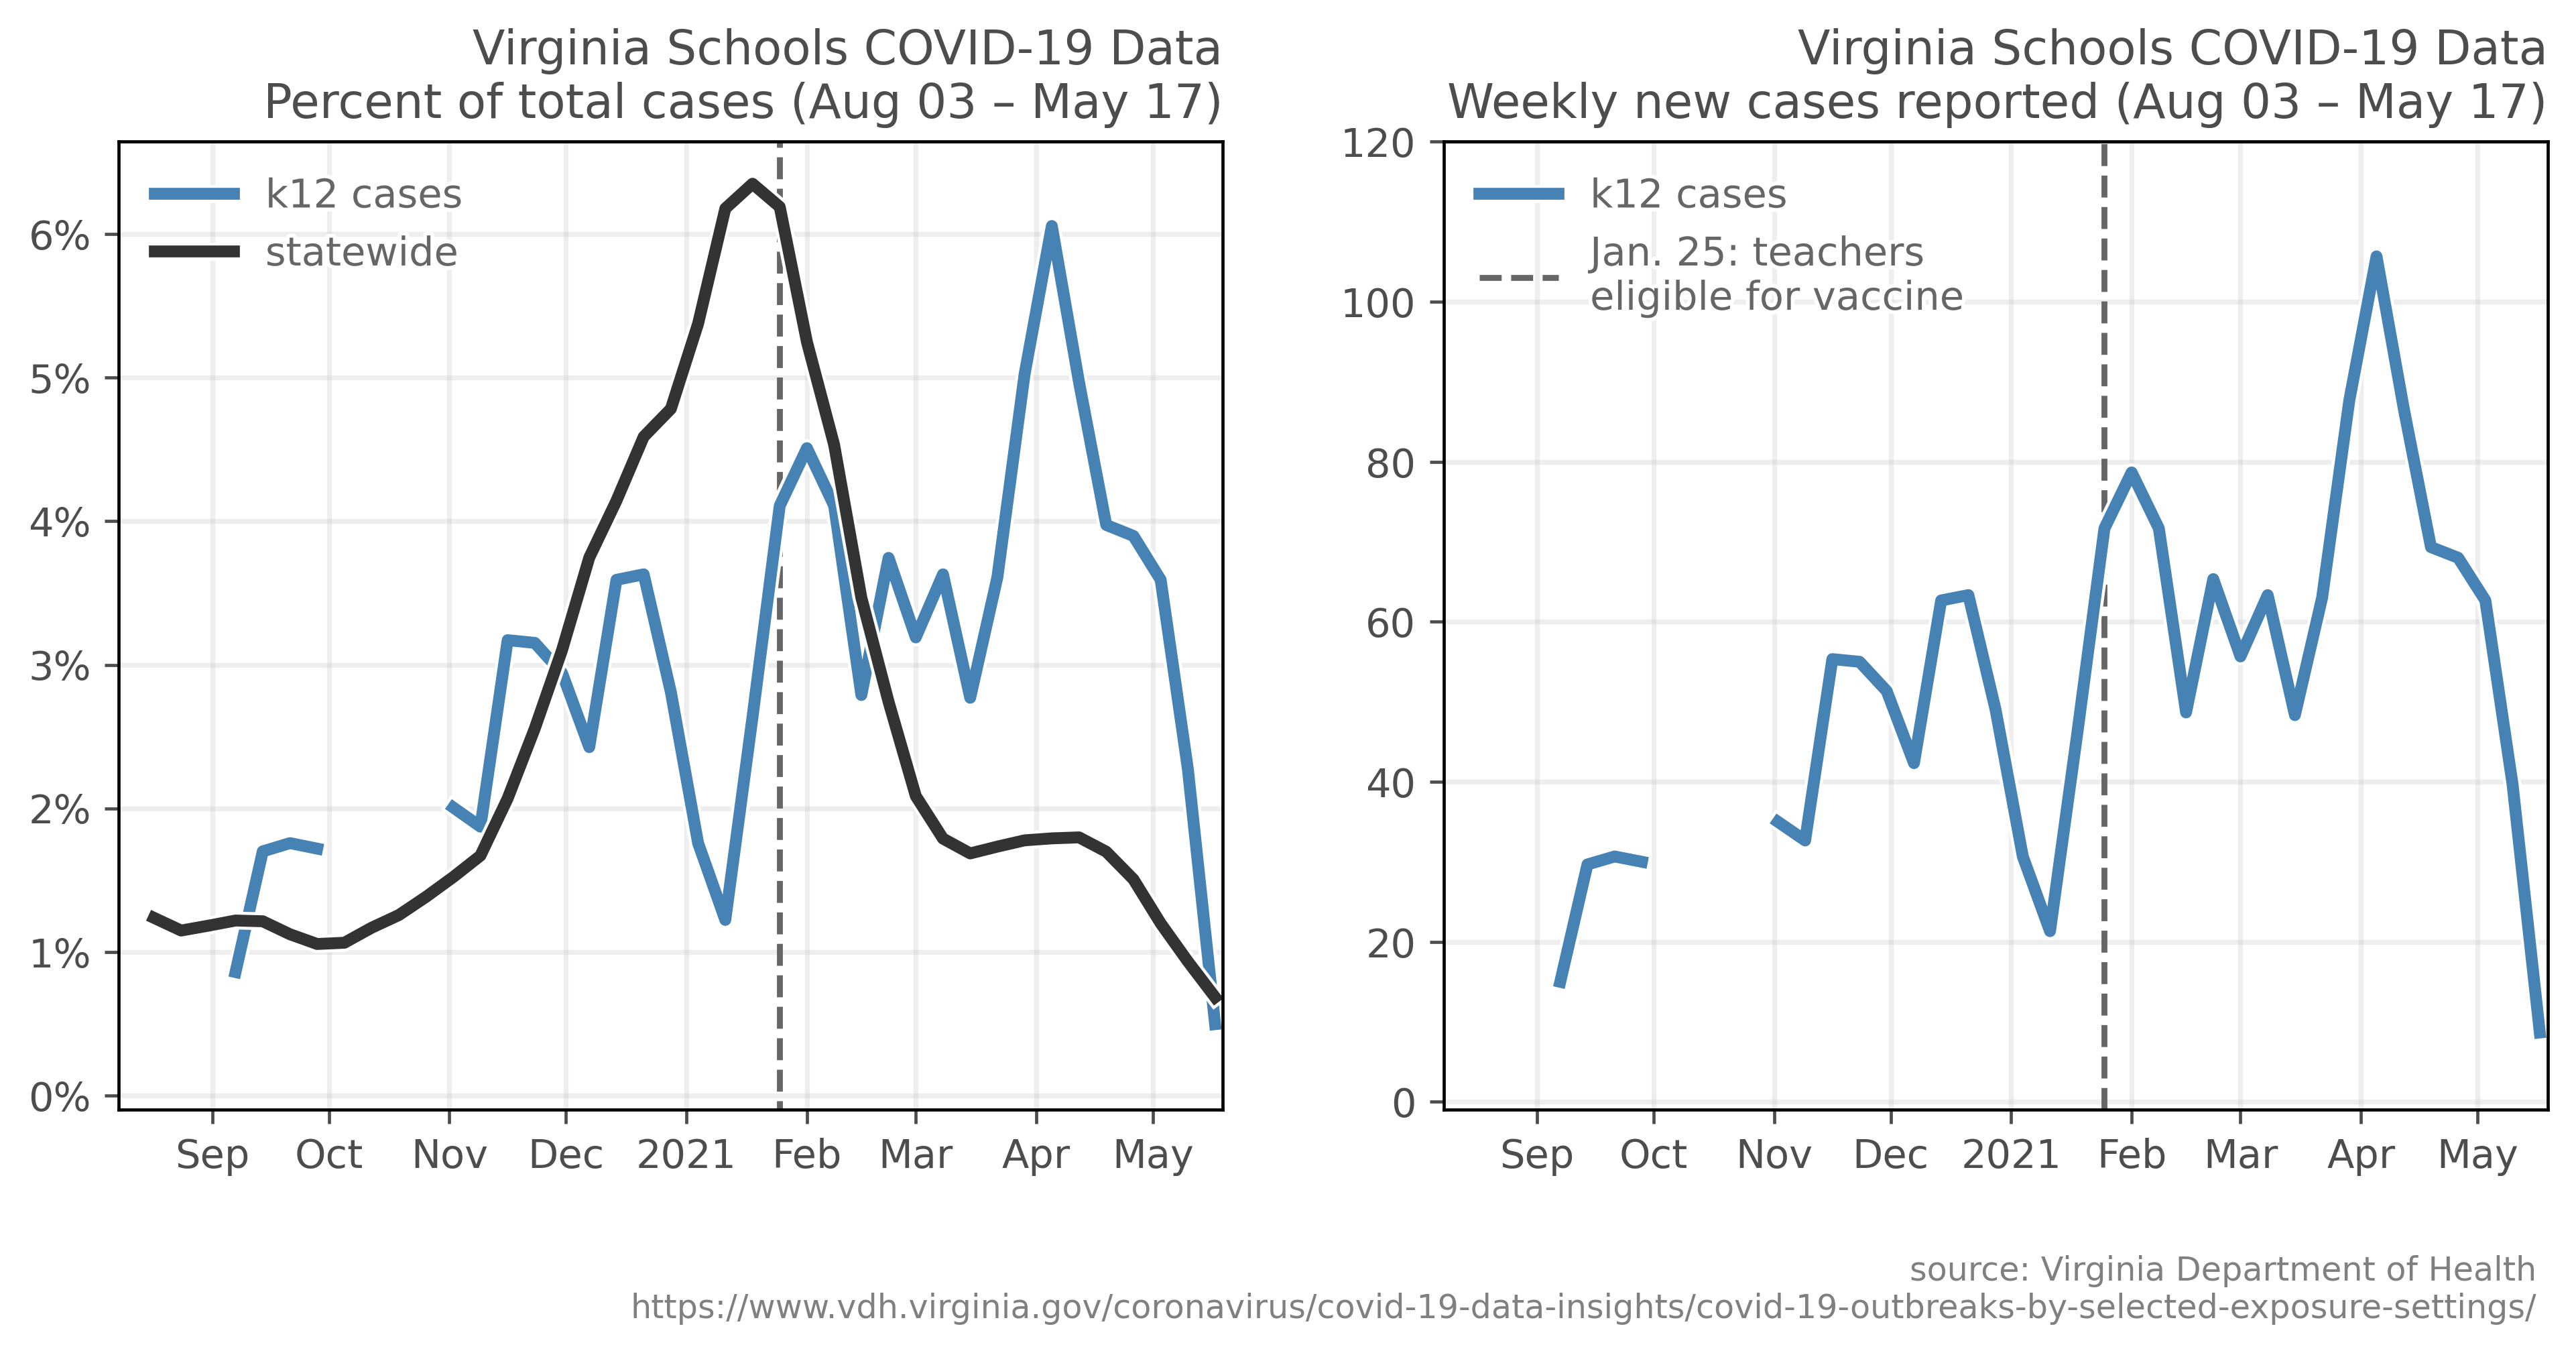 Virginia Schools COVID-19 Data
Percent of total cases (Aug 03 – May 17)
k12 cases
statewide
6%
5%
4%
3%
2%
1%
0%
Sep Oct Nov Dec 2021 Feb Mar Apr May
Virginia Schools COVID-19 Data
Weekly new cases reported (Aug 03 – May 17)
k12 cases
Jan. 25: teachers
eligible for vaccine
120
100
80
60
40
20
0
Sep Oct Nov Dec 2021 Feb Mar Apr May
source: Virginia Department of Health
https://www.vdh.virginia.gov/coronavirus/covid-19-data-insights/covid-19-outbreaks-by-selected-exposure-settings/